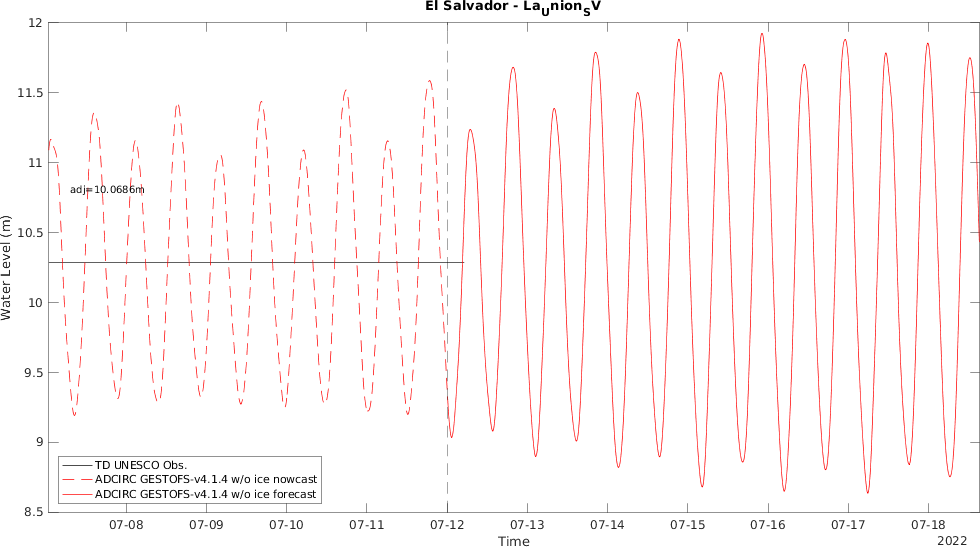 El Salvador - LaUnionSV
12
11.5
11
10.5
10
9.5
9
8.5
Water Level (m)
adj=10.0686m
TD UNESCO Obs.
ADCIRC GESTOFS-v4.1.4 w/o ice nowcast
ADCIRC GESTOFS-v4.1.4 w/o ice forecast
07-08 07-09 07-10 07-11 07-12 07-13 07-14 07-15 07-16 07-17 07-18
Time
2022